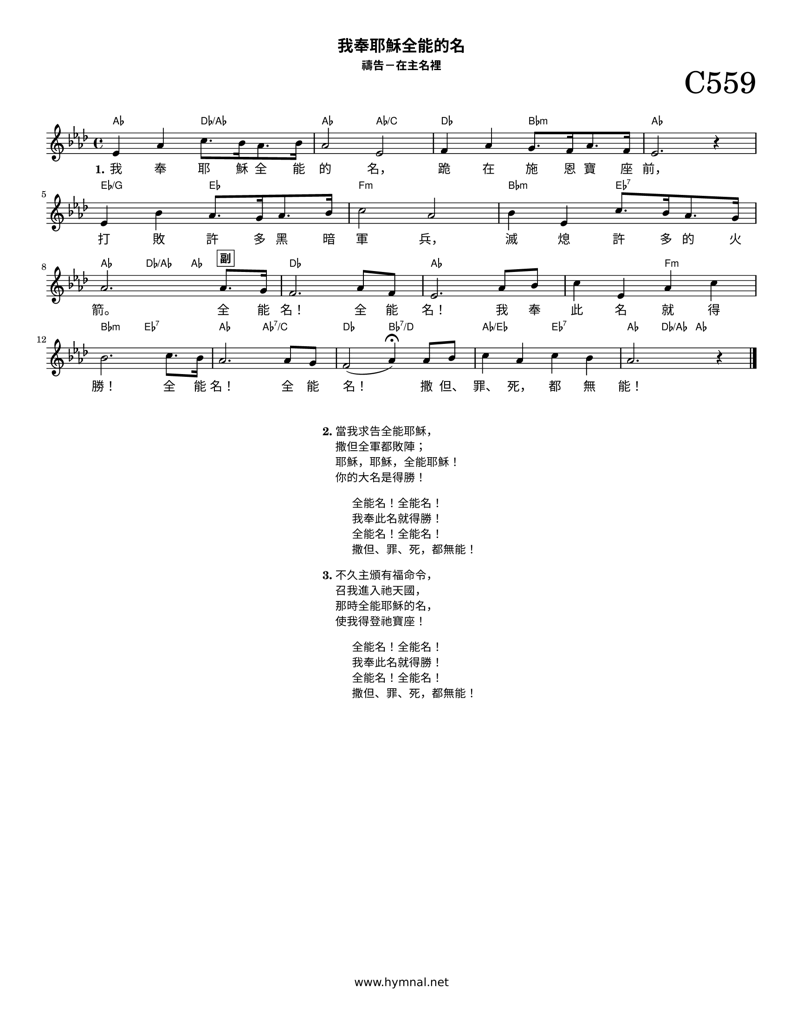 我奉耶穌全能的名
禱告－在主名裡
C559
A♭ D♭/A♭ A♭ A♭/C D♭ B♭m A♭
1. 我 奉 耶 穌 全 能 的 名， 跪 在 施 恩 寶 座 前，
5
E♭/G E♭ Fm B♭m E♭7
打 敗 許 多 黑 暗 軍 兵， 滅 熄 許 多 的 火
8
A♭ D♭/A♭ A♭ 副 D♭ A♭ Fm
箭。 全 能 名！ 全 能 名！ 我 奉 此 名 就 得
12
B♭m E♭7 A♭ A♭7/C D♭ B♭7/D A♭/E♭ E♭7 A♭ D♭/A♭ A♭
勝！ 全 能 名！ 全 能 名！ 撒 但、 罪、 死， 都 無 能！
2. 當我求告全能耶穌，
撒但全軍都敗陣；
耶穌，耶穌，全能耶穌！
你的大名是得勝！
全能名！全能名！
我奉此名就得勝！
全能名！全能名！
撒但、罪、死，都無能！
3. 不久主頒有福命令，
召我進入祂天國，
那時全能耶穌的名，
使我得登祂寶座！
全能名！全能名！
我奉此名就得勝！
全能名！全能名！
撒但、罪、死，都無能！
www.hymnal.net